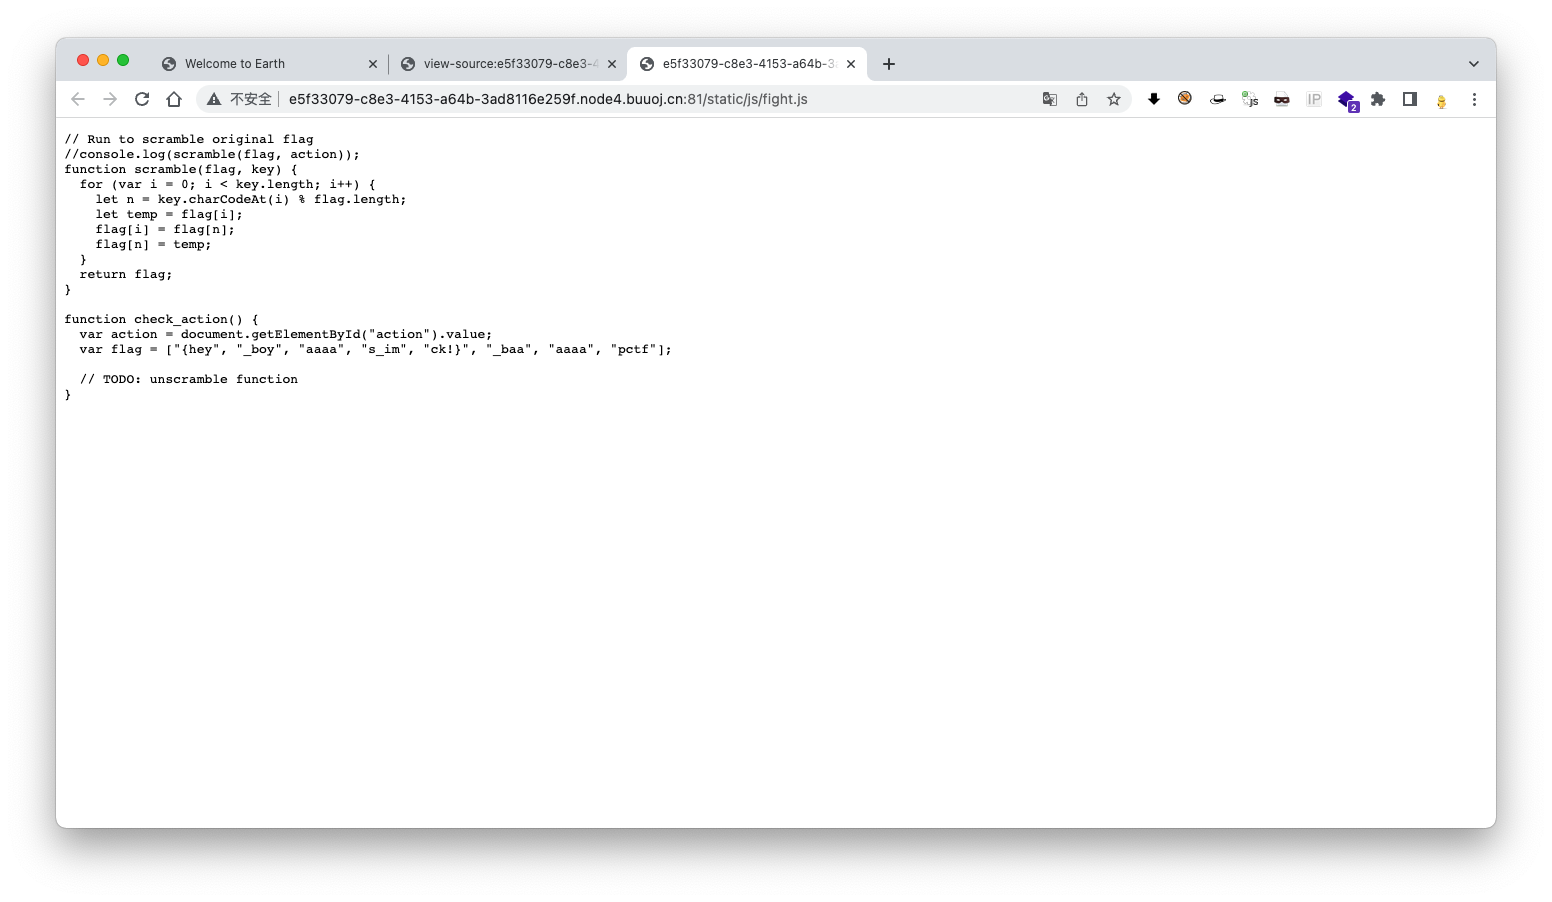 Welcome to Earth
view-source:e5f33079-c8e3-4
e5f33079-c8e3-4153-a64b-3
不安全 e5f33079-c8e3-4153-a64b-3ad8116e259f.node4.buuoj.cn:81/static/js/fight.js
JS
IP
2
// Run to scramble original flag
//console.log(scramble(flag, action));
function scramble(flag, key) {
  for (var i = 0; i < key.length; i++) {
    let n = key.charCodeAt(i) % flag.length;
    let temp = flag[i];
    flag[i] = flag[n];
    flag[n] = temp;
  }
  return flag;
}
function check_action() {
  var action = document.getElementById("action").value;
  var flag = ["{hey", "_boy", "aaaa", "s_im", "ck!}", "_baa", "aaaa", "pctf"];
  // TODO: unscramble function
}